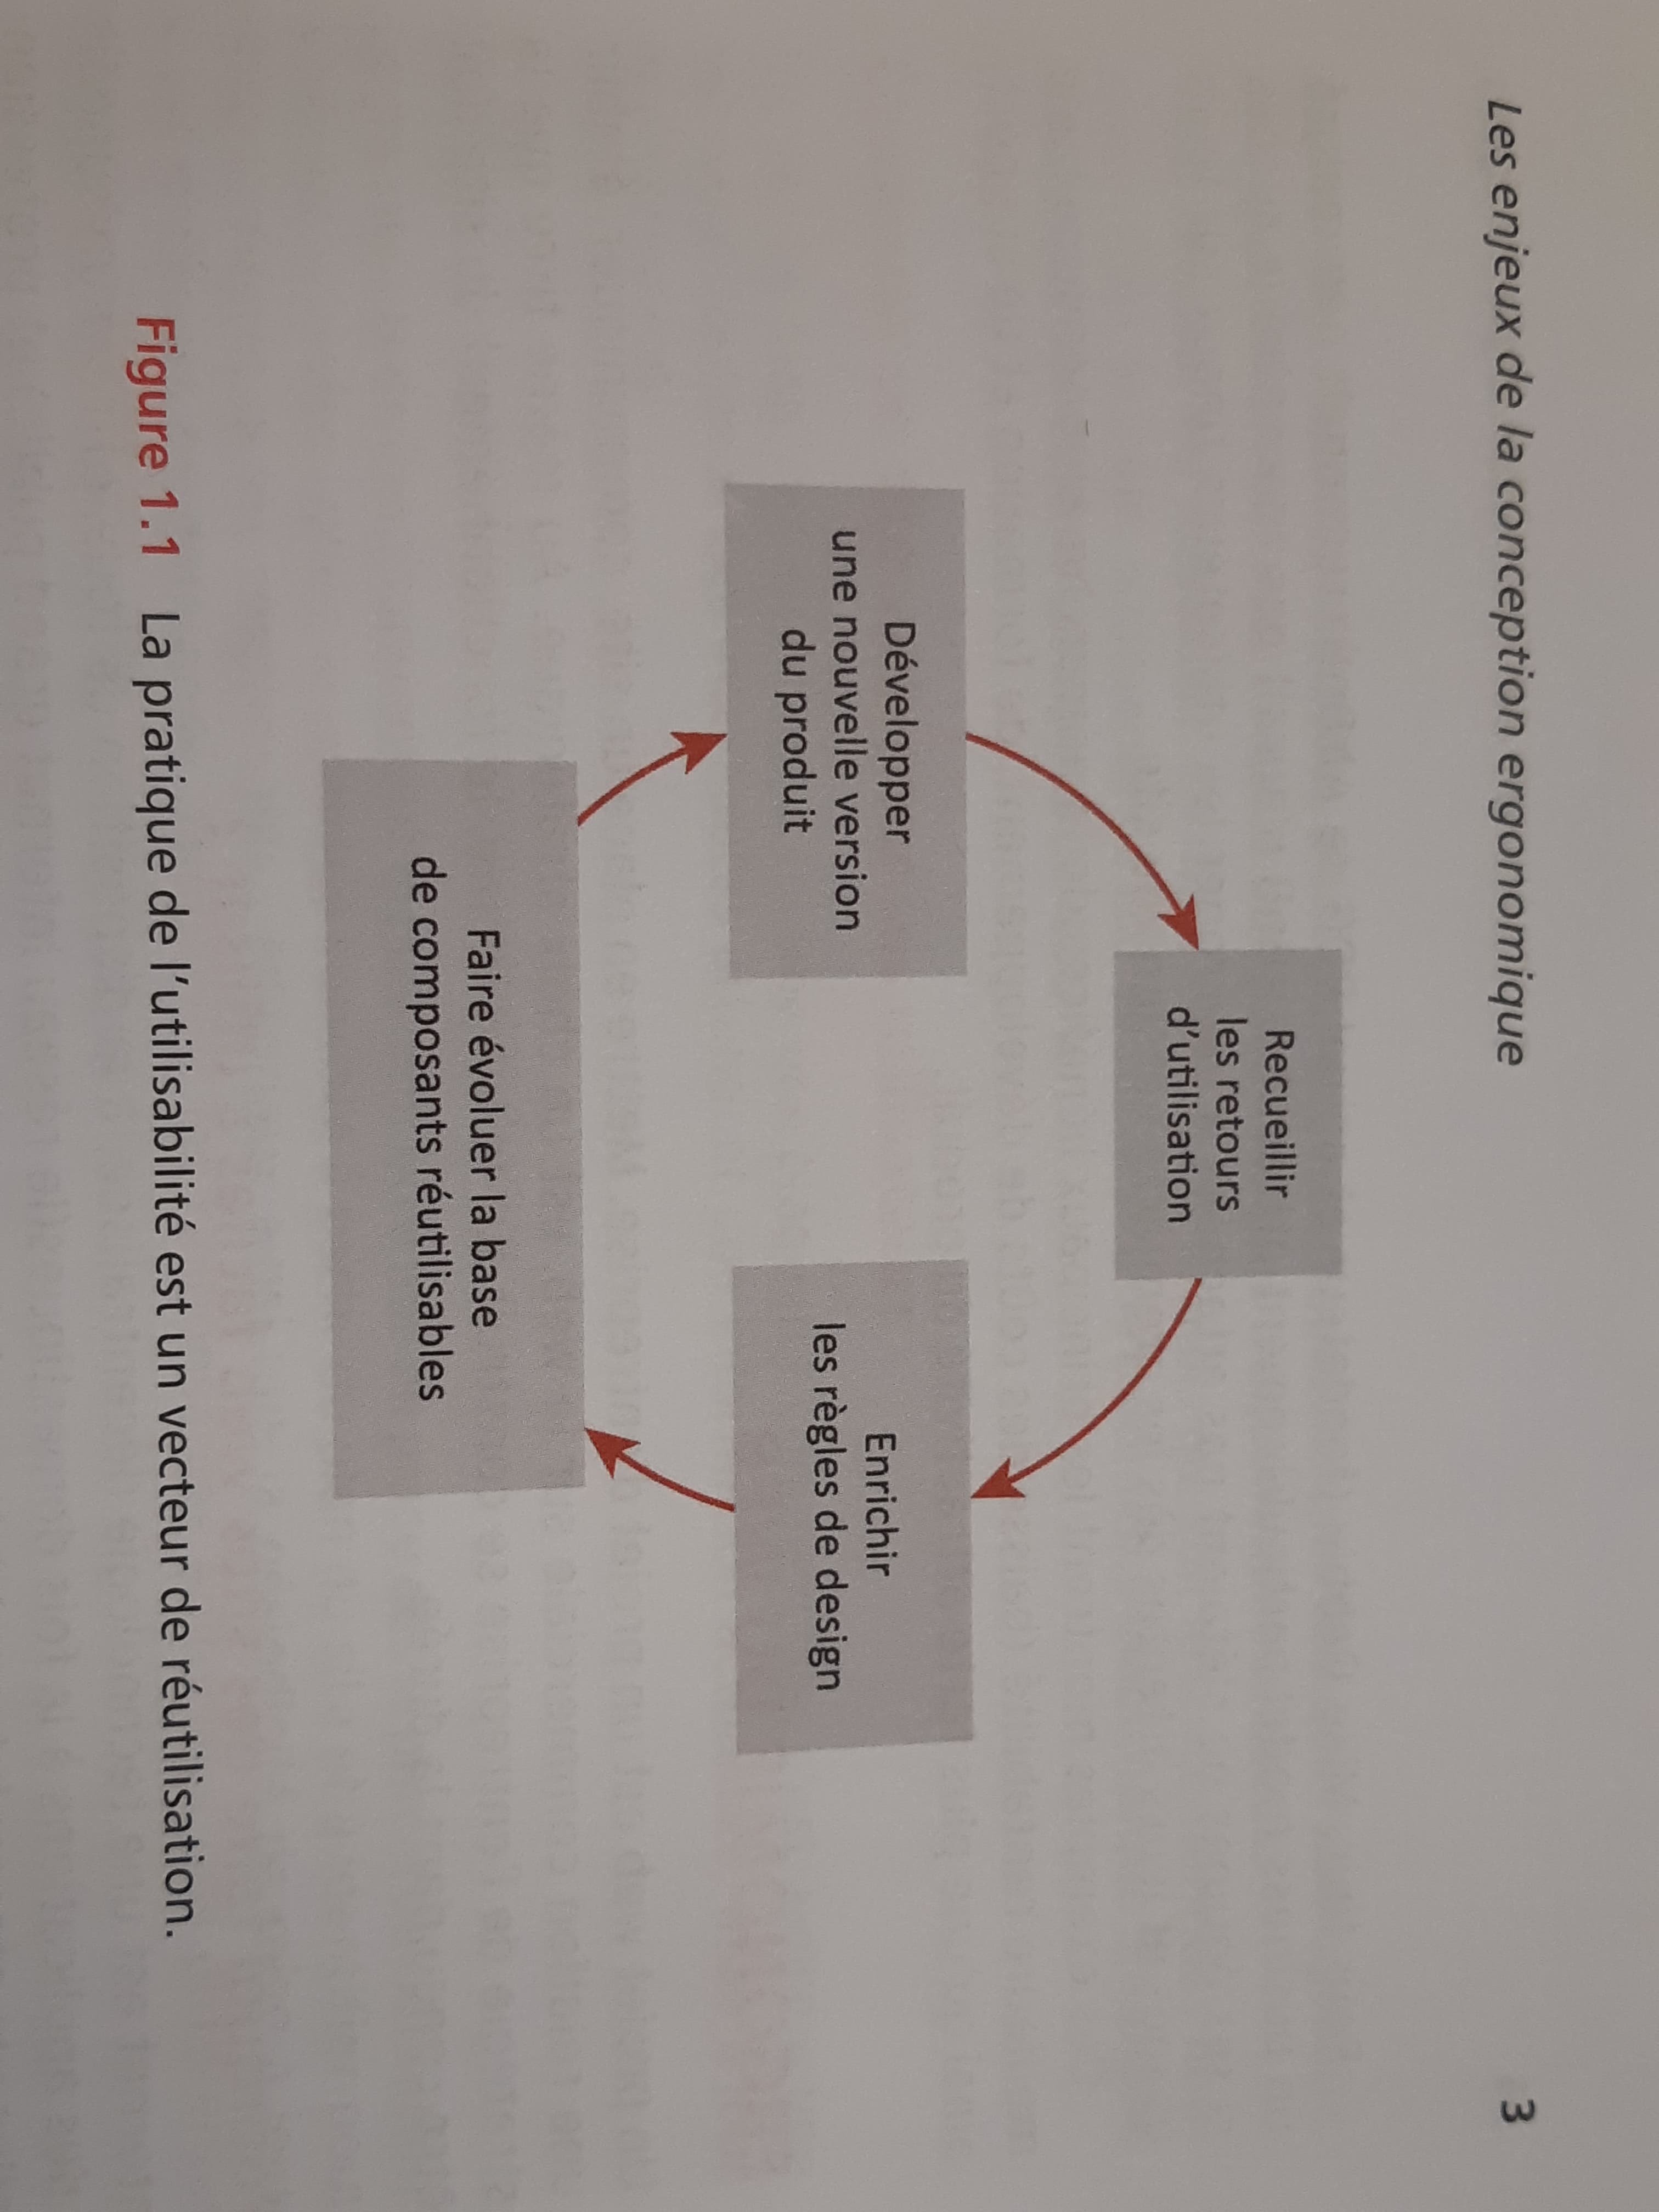 Les enjeux de la conception ergonomique
3
Recueillir
les retours
d'utilisation
Développer
une nouvelle version
du produit
Enrichir
les règles de design
Faire évoluer la base
de composants réutilisables
Figure 1.1 La pratique de l'utilisabilité est un vecteur de réutilisation.